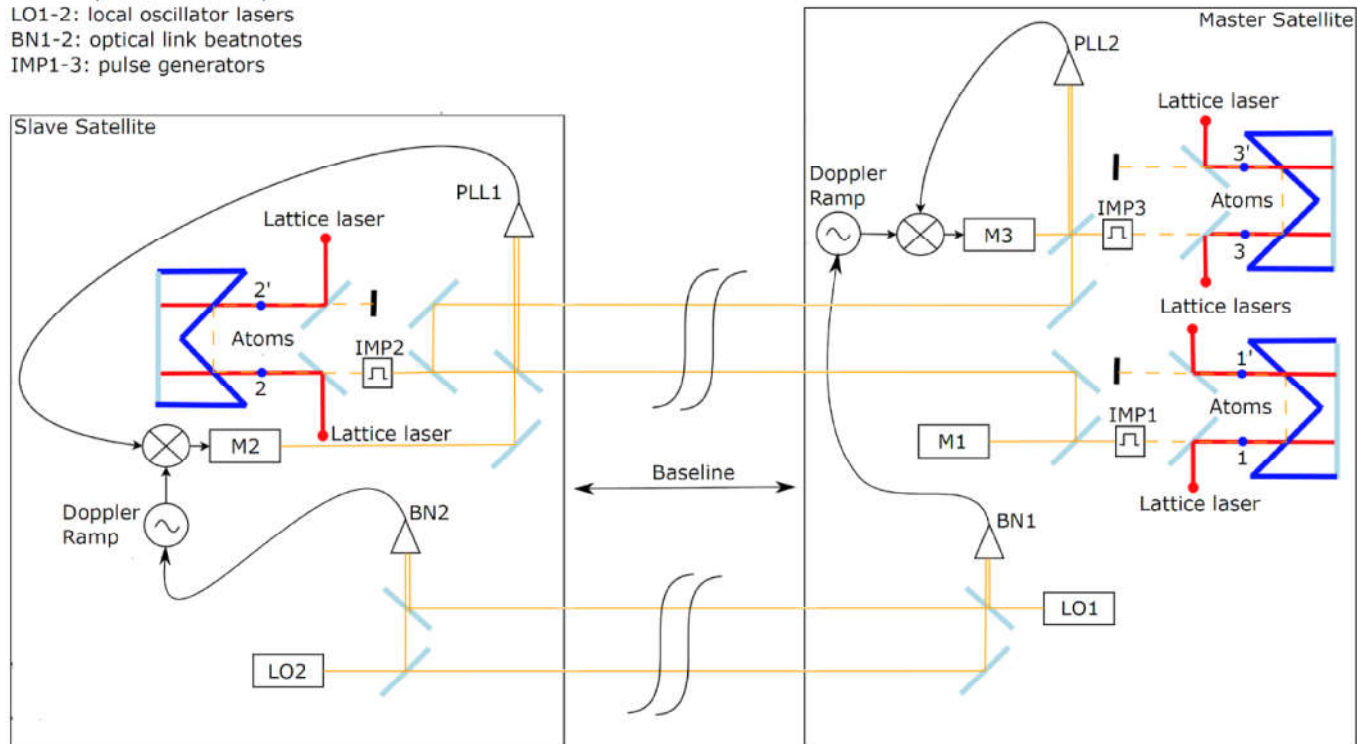 LO1-2: local oscillator lasers
BN1-2: optical link beatnotes
IMP1-3: pulse generators
Master Satellite
Slave Satellite
PLL2
Lattice laser
3'
Doppler
Ramp
M3
IMP3
Atoms
3
PLL1
Lattice laser
2'
Atoms
IMP2
2
Lattice lasers
1'
Atoms
IMP1
1
M1
Lattice laser
M2
Lattice laser
Baseline
Doppler
Ramp
BN2
BN1
LO1
LO2